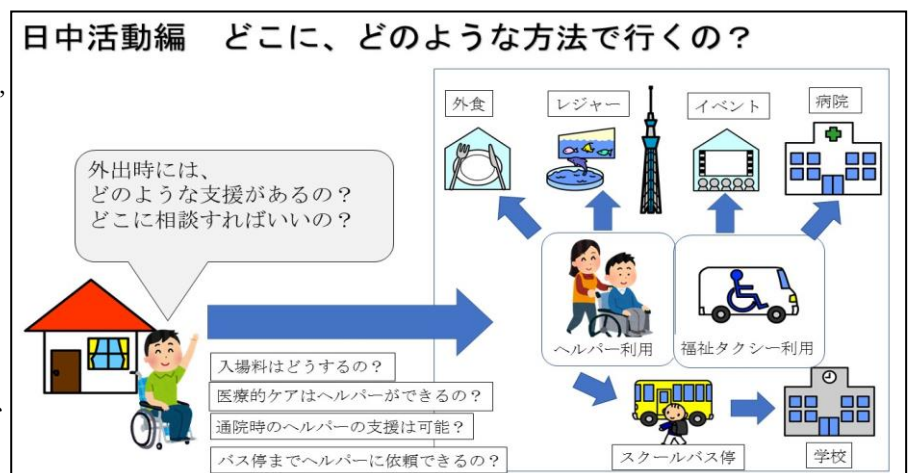 日中活動編　どこに、どのような方法で行くの？
外出時には、
どのような支援があるの？
どこに相談すればいいの？
外食
レジャー
イベント
病院
ヘルパー利用
福祉タクシー利用
入場料はどうするの？
医療的ケアはヘルパーができるの？
通院時のヘルパーの支援は可能？
バス停までヘルパーに依頼できるの？
スクールバス停
学校